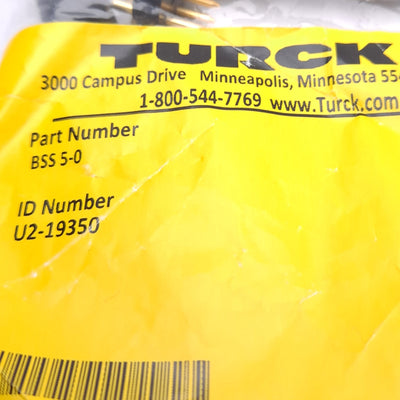 TURCK
3000 Campus Drive Minneapolis, Minnesota
1-800-544-7769 www.Turck.com
Part Number
BSS 5-0
ID Number
U2-19350